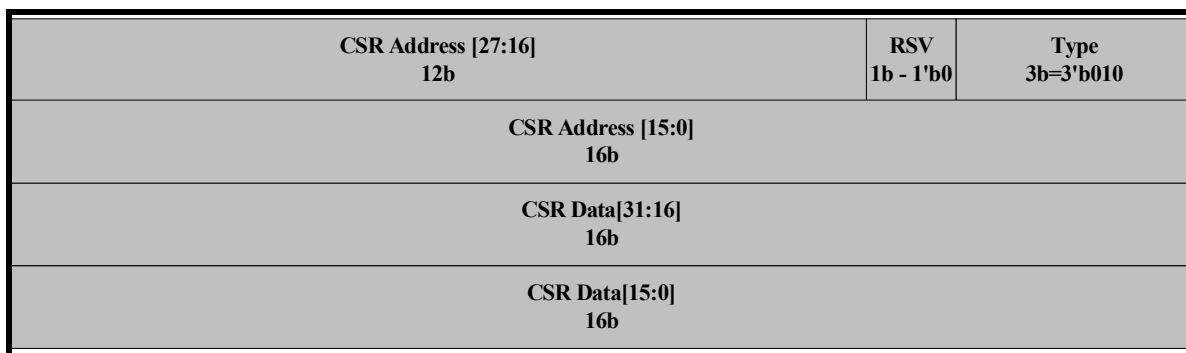 CSR Address [27:16]
12b
RSV
1b - 1'b0
Type
3b=3'b010
CSR Address [15:0]
16b
CSR Data[31:16]
16b
CSR Data[15:0]
16b